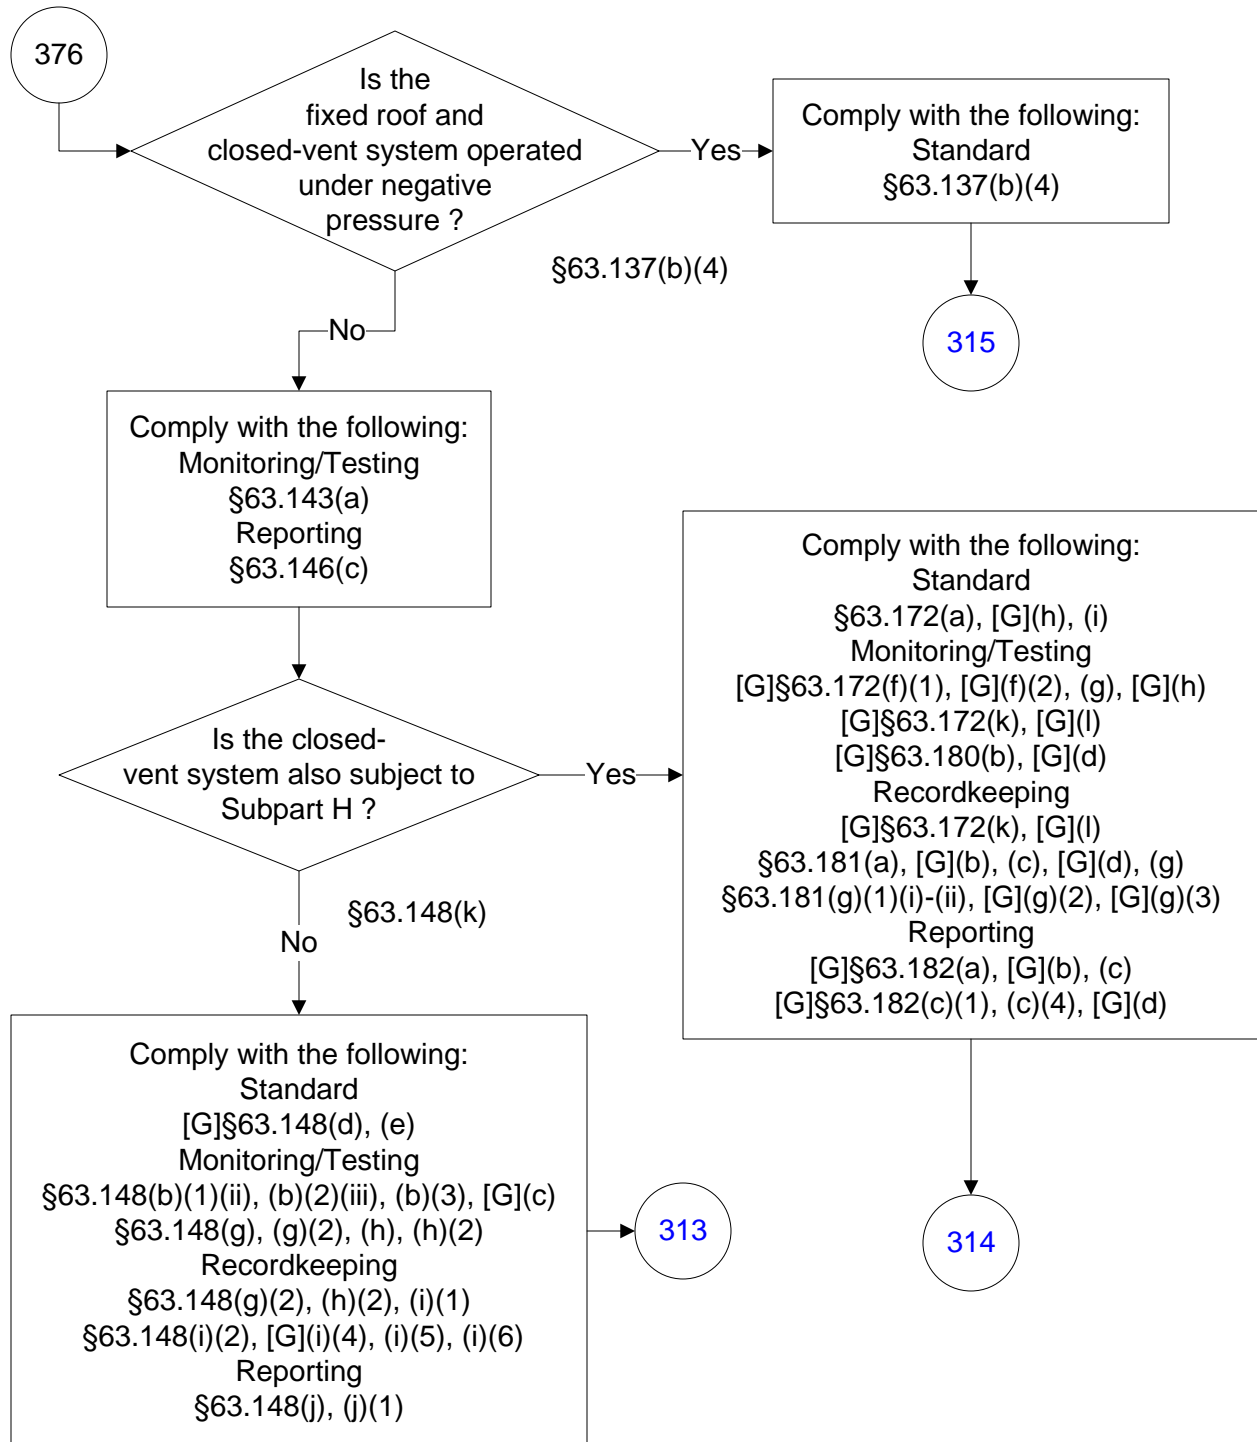 376
Is the
fixed roof and
closed-vent system operated
under negative
pressure ?
Yes
Comply with the following:
Standard
§63.137(b)(4)
§63.137(b)(4)
315
No
Comply with the following:
Monitoring/Testing
§63.143(a)
Reporting
§63.146(c)
Is the closed-
vent system also subject to
Subpart H ?
Yes
Comply with the following:
Standard
§63.172(a), [G](h), (i)
Monitoring/Testing
[G]§63.172(f)(1), [G](f)(2), (g), [G](h)
[G]§63.172(k), [G](l)
[G]§63.180(b), [G](d)
Recordkeeping
[G]§63.172(k), [G](l)
§63.181(a), [G](b), (c), [G](d), (g)
§63.181(g)(1)(i)-(ii), [G](g)(2), [G](g)(3)
Reporting
[G]§63.182(a), [G](b), (c)
[G]§63.182(c)(1), (c)(4), [G](d)
314
§63.148(k)
No
Comply with the following:
Standard
[G]§63.148(d), (e)
Monitoring/Testing
§63.148(b)(1)(ii), (b)(2)(iii), (b)(3), [G](c)
§63.148(g), (g)(2), (h), (h)(2)
Recordkeeping
§63.148(g)(2), (h)(2), (i)(1)
§63.148(i)(2), [G](i)(4), (i)(5), (i)(6)
Reporting
§63.148(j), (j)(1)
313